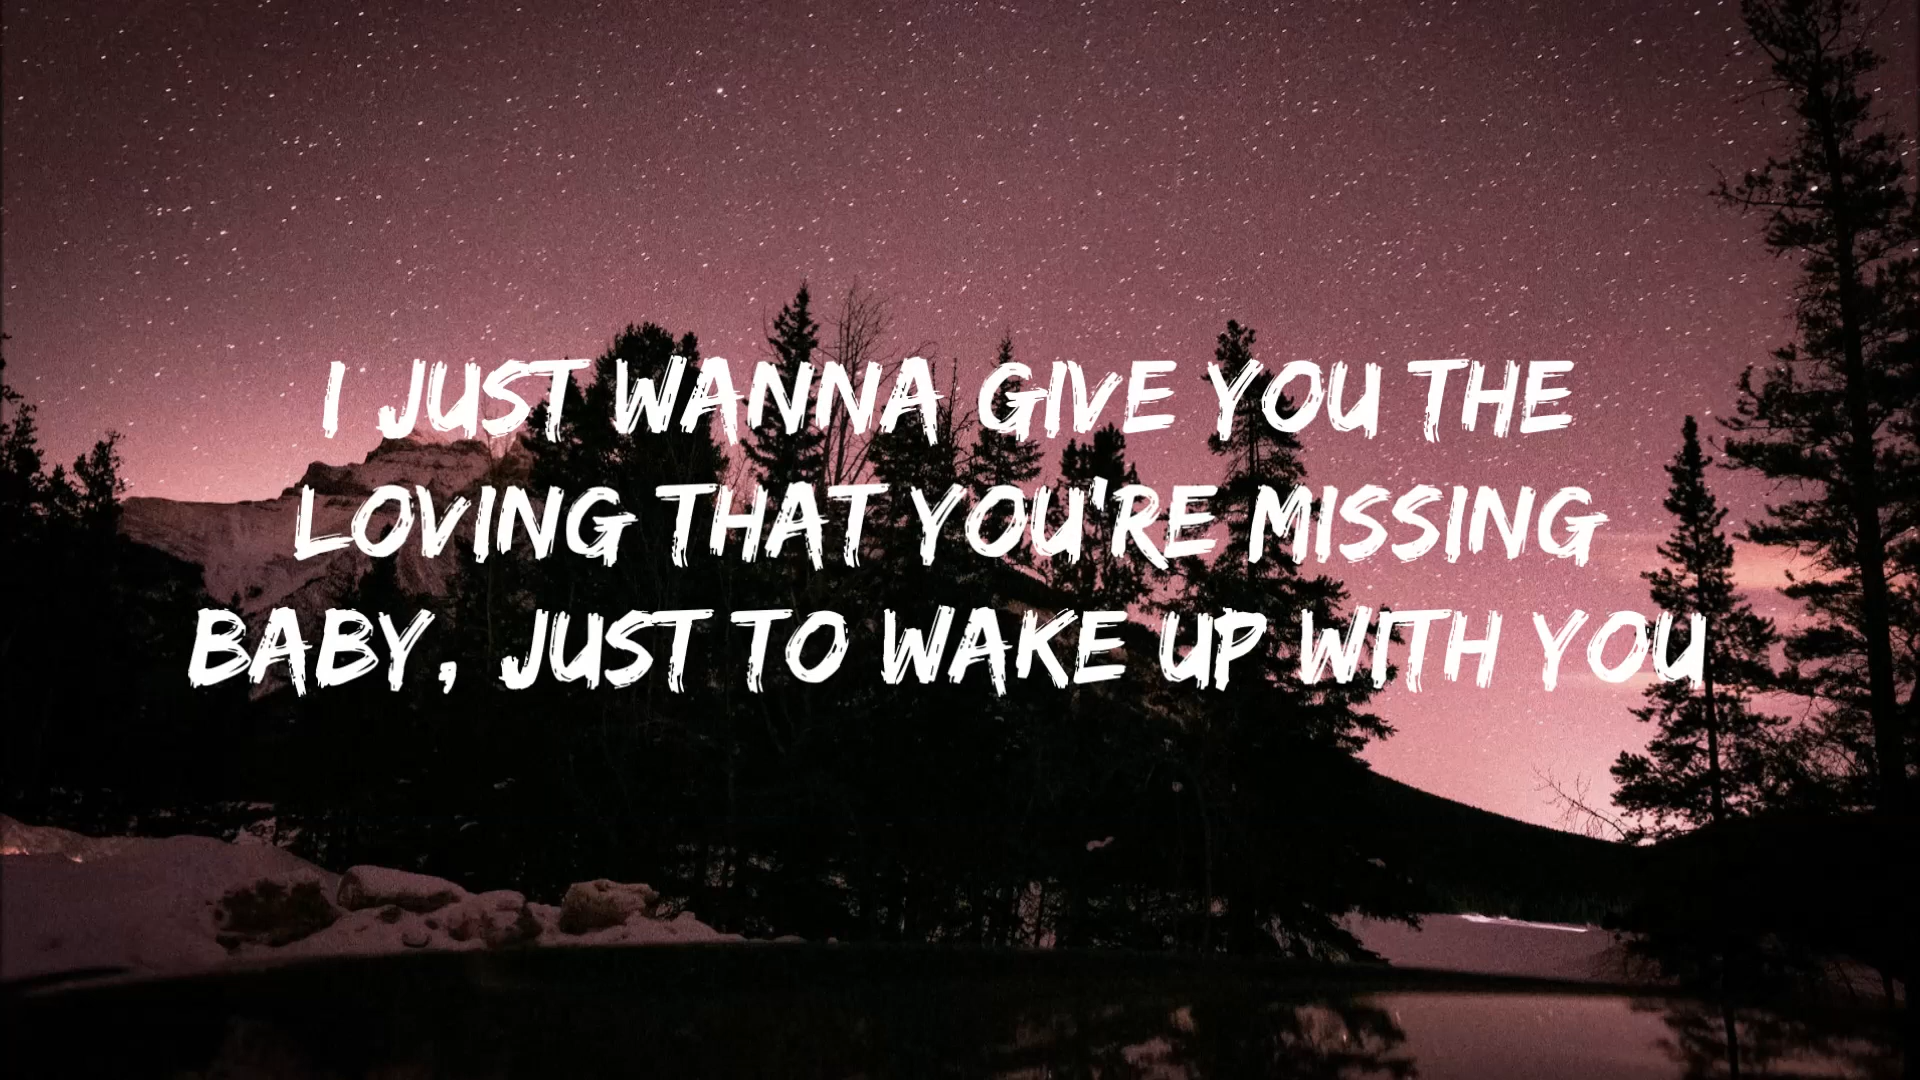 I JUST WANNA GIVE YOU THE
LOVING THAT YOU'RE MISSING
BABY, JUST TO WAKE UP WITH YOU